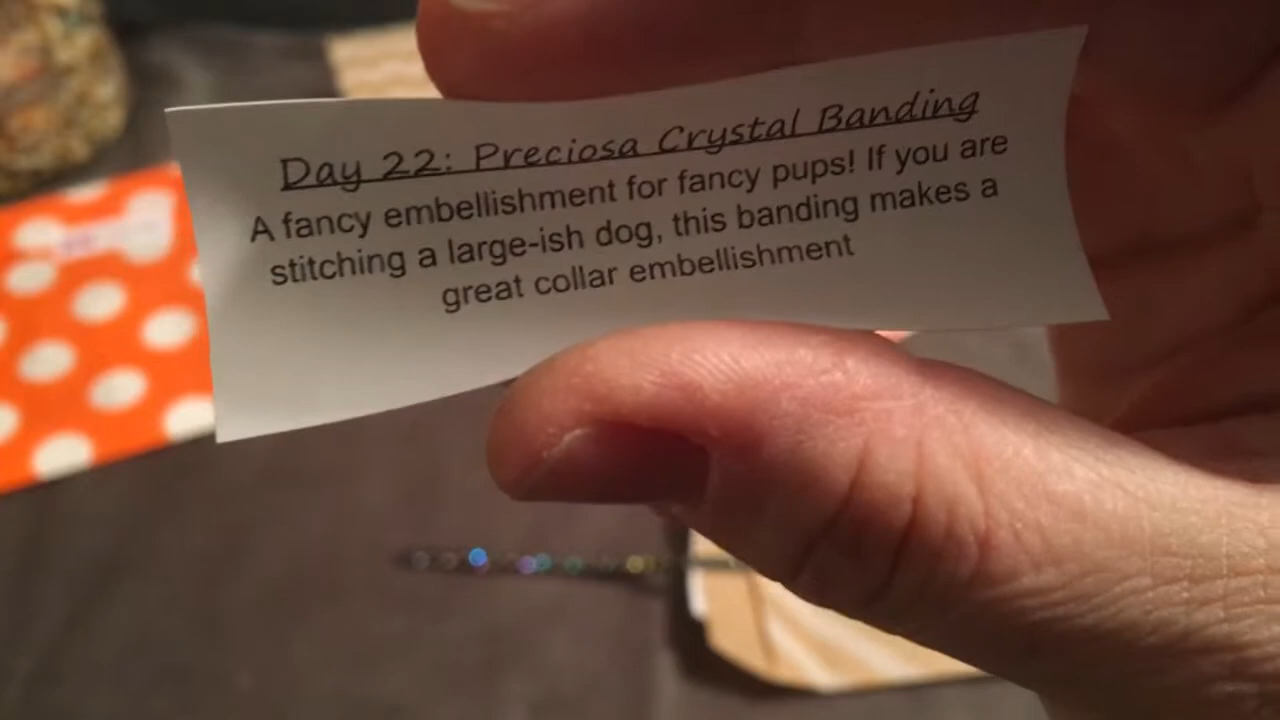 Day 22: Preciosa Crystal Banding
A fancy embellishment for fancy pups! If you are
stitching a large-ish dog, this banding makes a
great collar embellishment